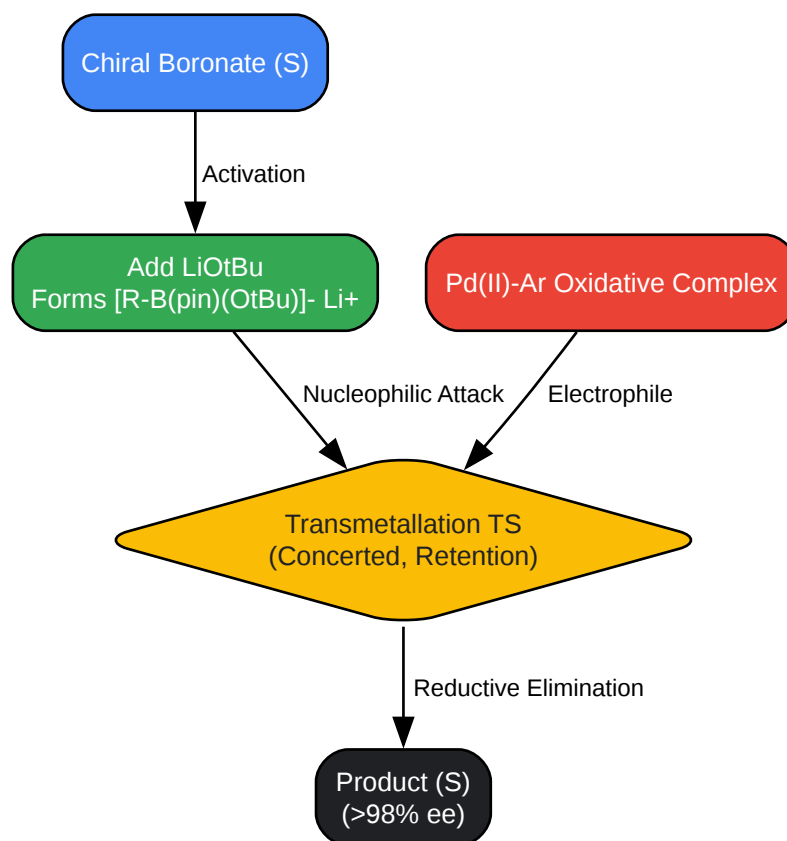 Chiral Boronate (S)
Activation
Add LiOtBu
Forms [R-B(pin)(OtBu)]- Li+
Pd(II)-Ar Oxidative Complex
Nucleophilic Attack
Electrophile
Transmetallation TS
(Concerted, Retention)
Reductive Elimination
Product (S)
(>98% ee)